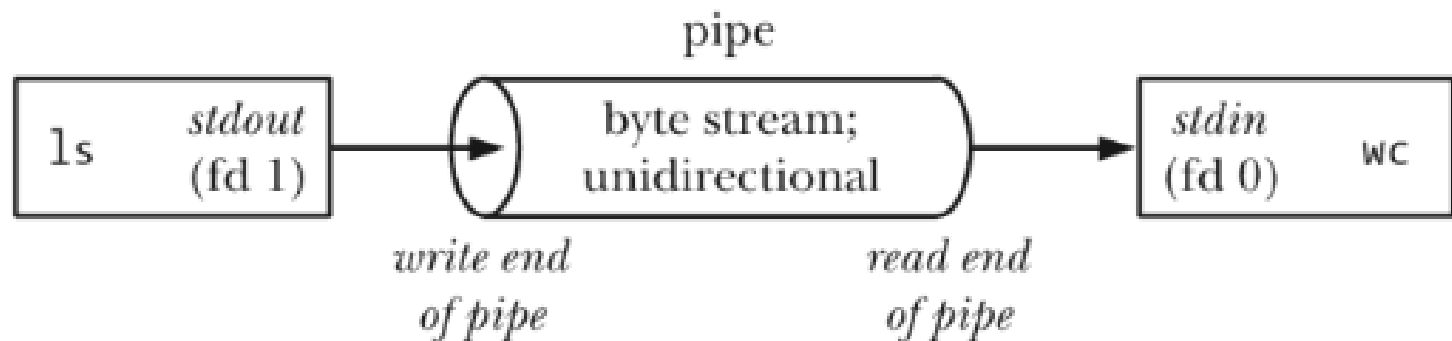 pipe
ls
stdout
(fd 1)
byte stream;
unidirectional
stdin
(fd 0)
wc
write end
of pipe
read end
of pipe